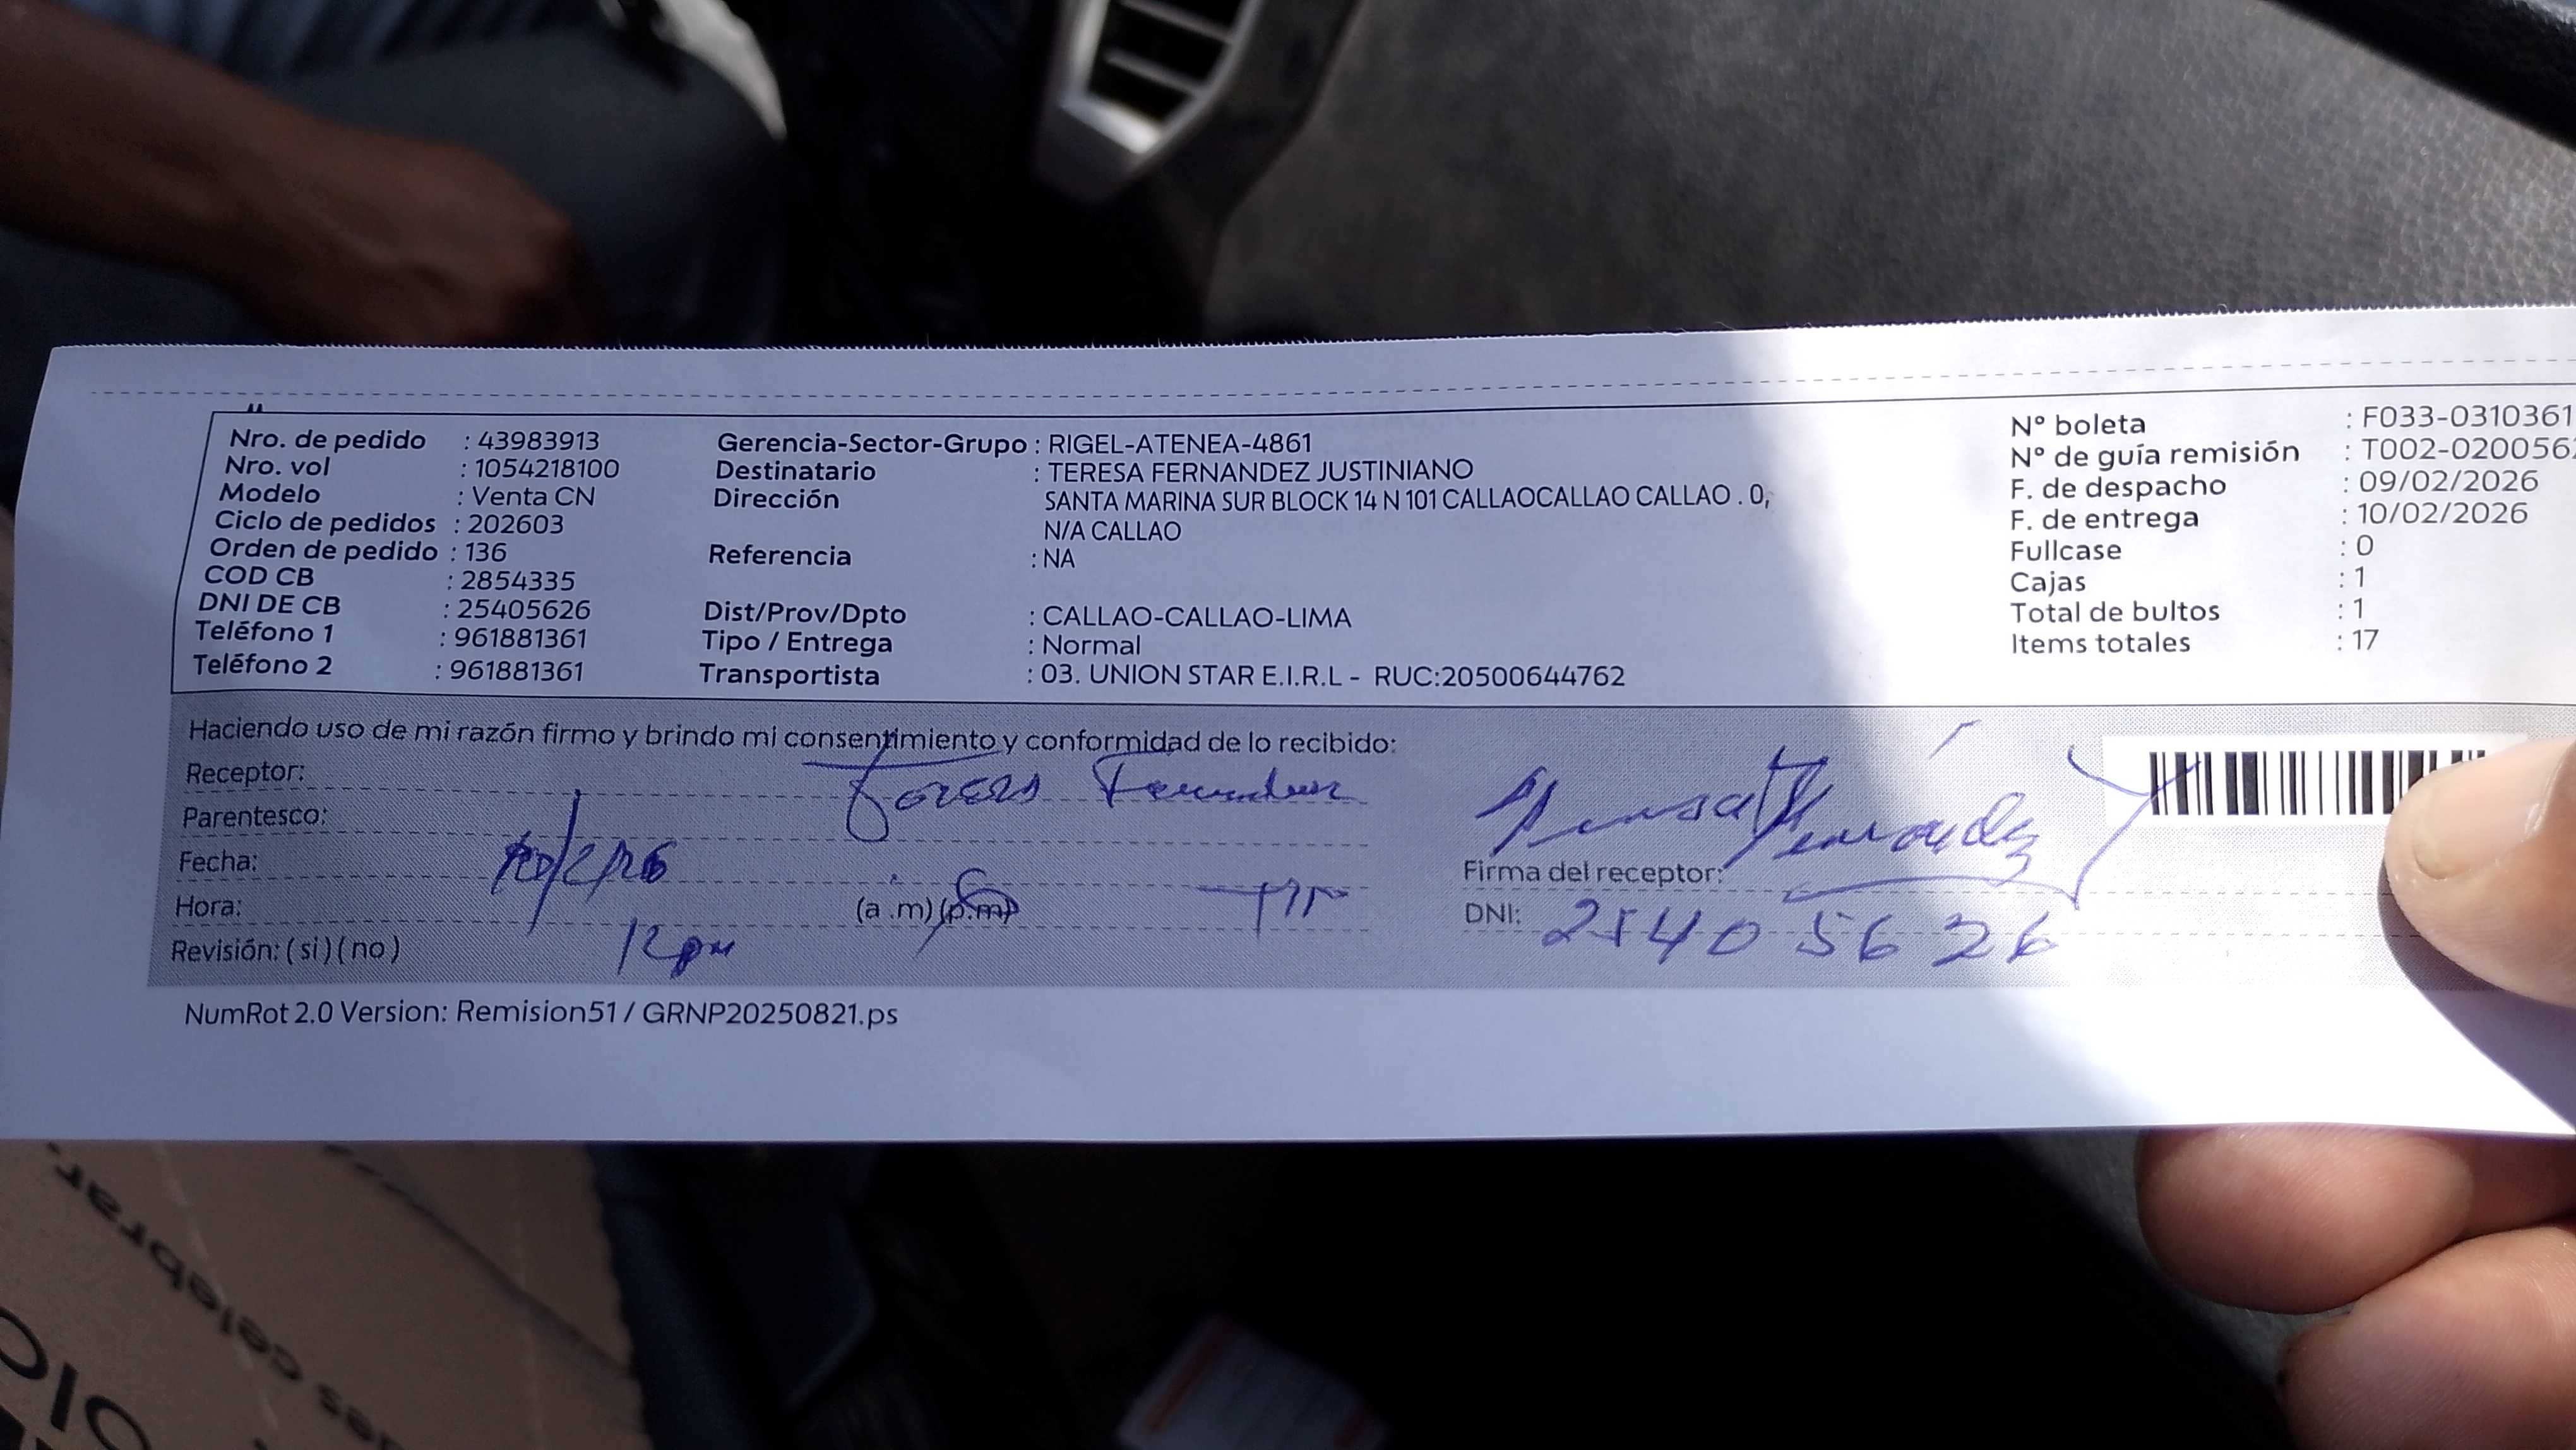 Nro. de pedido : 43983913
Nro. vol : 1054218100
Modelo : Venta CN
Ciclo de pedidos : 202603
Orden de pedido : 136
COD CB : 2854335
DNI DE CB : 25405626
Teléfono 1 : 961881361
Teléfono 2 : 961881361
Gerencia-Sector-Grupo : RIGEL-ATENEA-4861
Destinatario : TERESA FERNANDEZ JUSTINIANO
Dirección SANTA MARINA SUR BLOCK 14 N 101 CALLAOCALLAO CALLAO . 0,
N/A CALLAO
Referencia : NA
Dist/Prov/Dpto : CALLAO-CALLAO-LIMA
Tipo / Entrega : Normal
Transportista : 03. UNION STAR E.I.R.L - RUC:20500644762
N° boleta : F033-0310361
N° de guía remisión : T002-020056
F. de despacho : 09/02/2026
F. de entrega : 10/02/2026
Fullcase : 0
Cajas : 1
Total de bultos : 1
Items totales : 17
Haciendo uso de mi razón firmo y brindo mi consentimiento y conformidad de lo recibido:
Receptor:
Parentesco:
Fecha: 10/2/26
Hora: (a .m) (p.m)
Revisión: ( si ) ( no ) 12 pm
Firma del receptor:
DNI: 25405626
NumRot 2.0 Version: Remision51 / GRNP20250821.ps
celebrar.